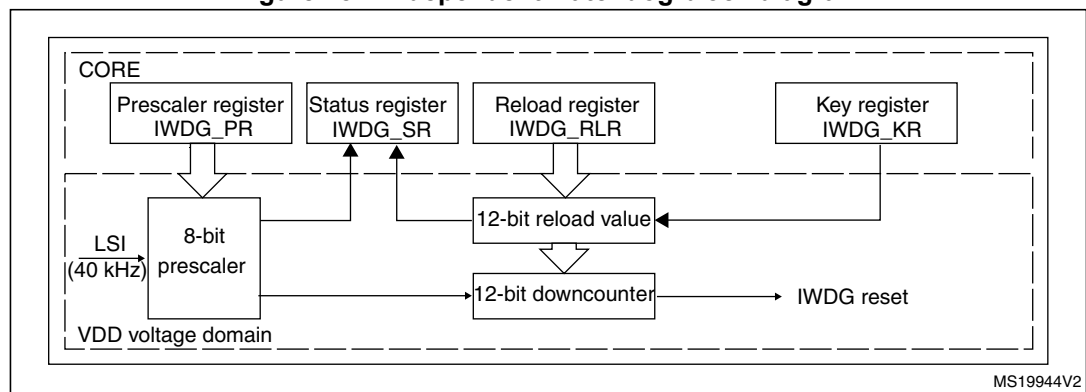 CORE
Prescaler register
IWDG_PR
Status register
IWDG_SR
Reload register
IWDG_RLR
Key register
IWDG_KR
LSI
(40 kHz)
8-bit
prescaler
12-bit reload value
12-bit downcounter
IWDG reset
VDD voltage domain
MS19944V2